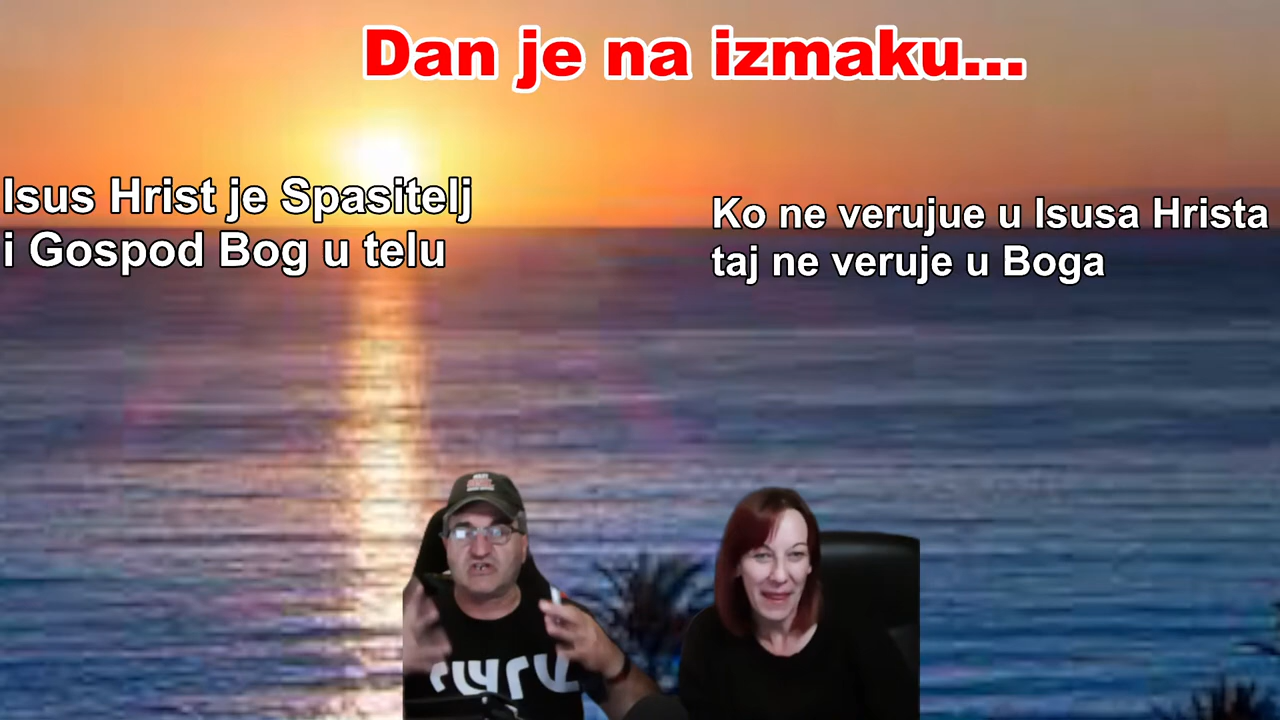 Dan je na izmaku...
Isus Hrist je Spasitelj
i Gospod Bog u telu
Ko ne verujue u Isusa Hrista
taj ne veruje u Boga